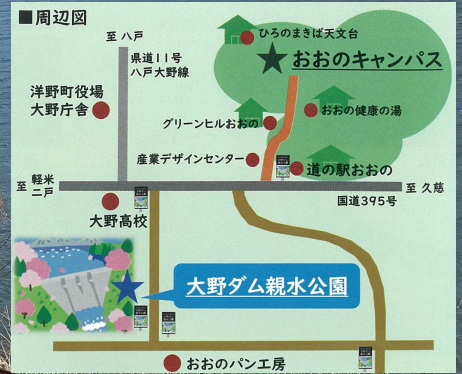 ■周辺図
至 八戸
県道11号
八戸大野線
ひろのまきば天文台
おおのキャンパス
洋野町役場
大野庁舎
グリーンヒルおおの
おおの健康の湯
産業デザインセンター
道の駅おおの
至 軽米
二戸
至 久慈
国道395号
大野高校
大野ダム親水公園
おおのパン工房